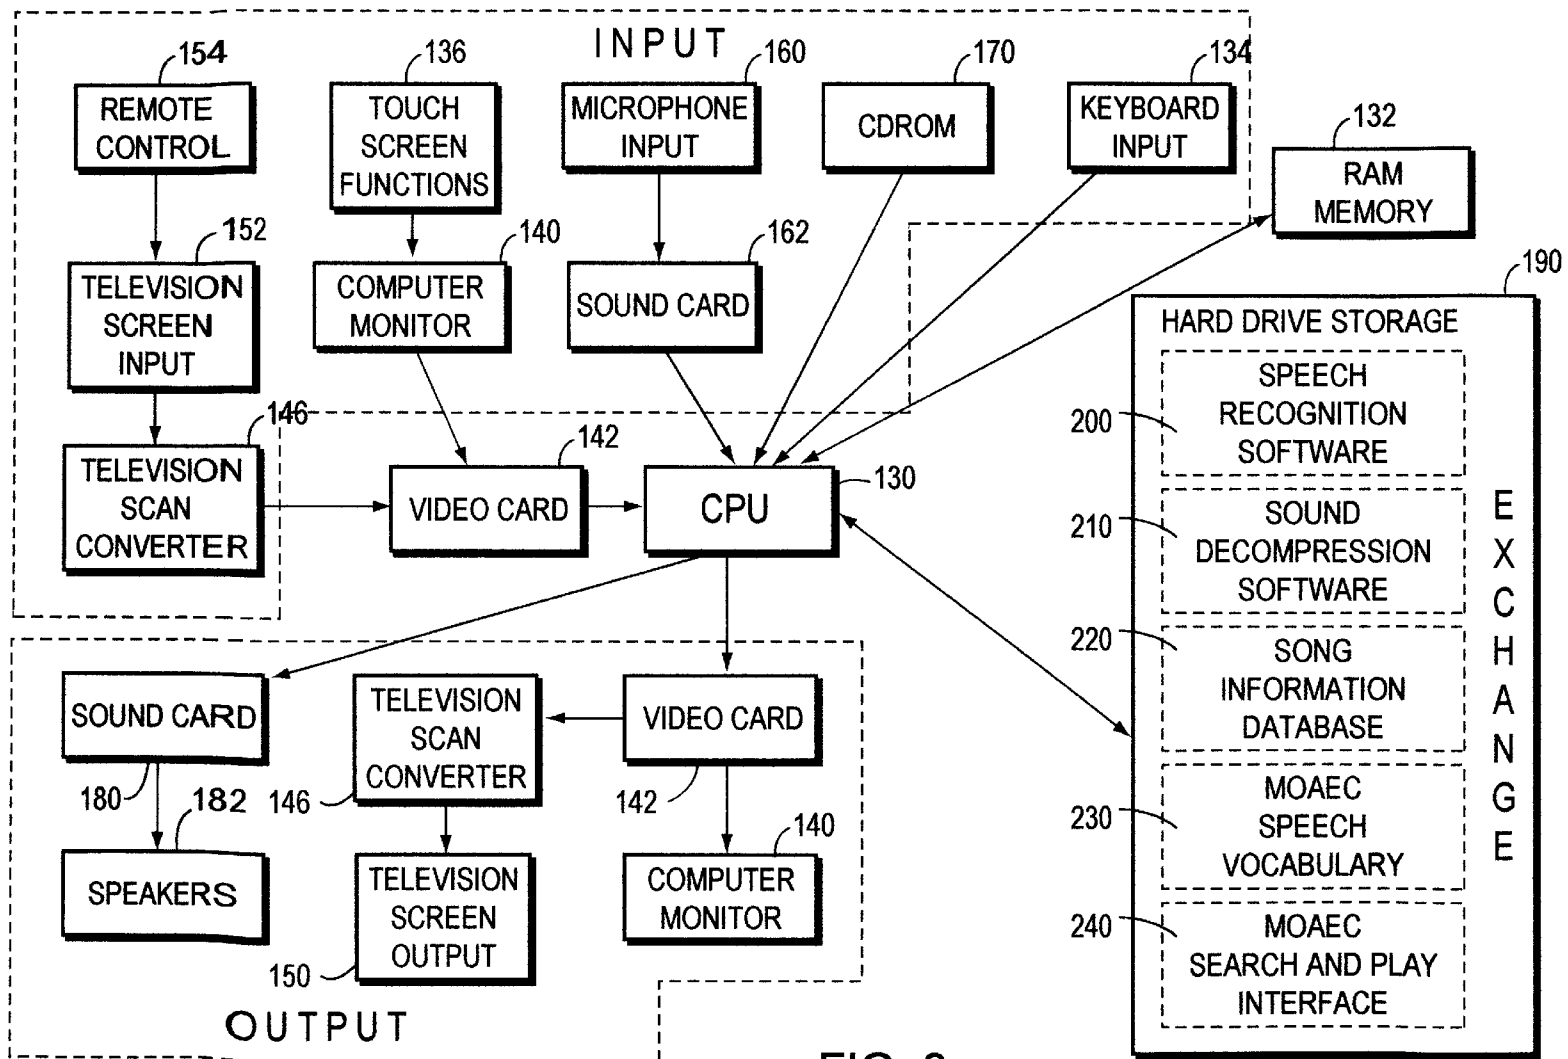 INPUT
154
REMOTE
CONTROL
136
TOUCH
SCREEN
FUNCTIONS
160
MICROPHONE
INPUT
170
CDROM
134
KEYBOARD
INPUT
132
RAM
MEMORY
152
TELEVISION
SCREEN
INPUT
140
COMPUTER
MONITOR
162
SOUND CARD
146
TELEVISION
SCAN
CONVERTER
142
VIDEO CARD
130
CPU
190
HARD DRIVE STORAGE
200
SPEECH
RECOGNITION
SOFTWARE
210
SOUND
DECOMPRESSION
SOFTWARE
220
SONG
INFORMATION
DATABASE
230
MOAEC
SPEECH
VOCABULARY
240
MOAEC
SEARCH AND PLAY
INTERFACE
EXCHANGE
SOUND CARD
180
182
SPEAKERS
TELEVISION
SCAN
CONVERTER
146
TELEVISION
SCREEN
OUTPUT
150
VIDEO CARD
142
140
COMPUTER
MONITOR
OUTPUT
FIG.